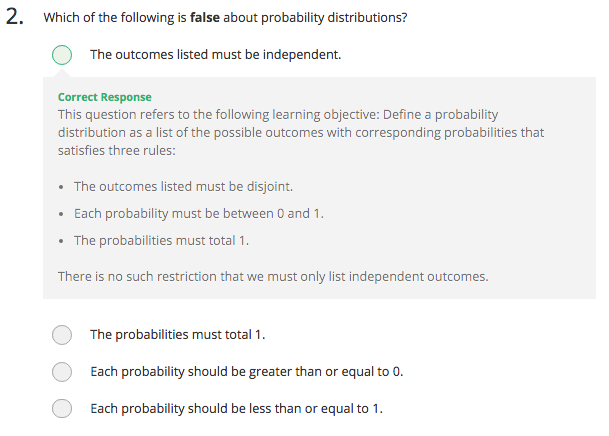 2. Which of the following is false about probability distributions?
The outcomes listed must be independent.
Correct Response
This question refers to the following learning objective: Define a probability
distribution as a list of the possible outcomes with corresponding probabilities that
satisfies three rules:
• The outcomes listed must be disjoint.
• Each probability must be between 0 and 1.
• The probabilities must total 1.
There is no such restriction that we must only list independent outcomes.
The probabilities must total 1.
Each probability should be greater than or equal to 0.
Each probability should be less than or equal to 1.